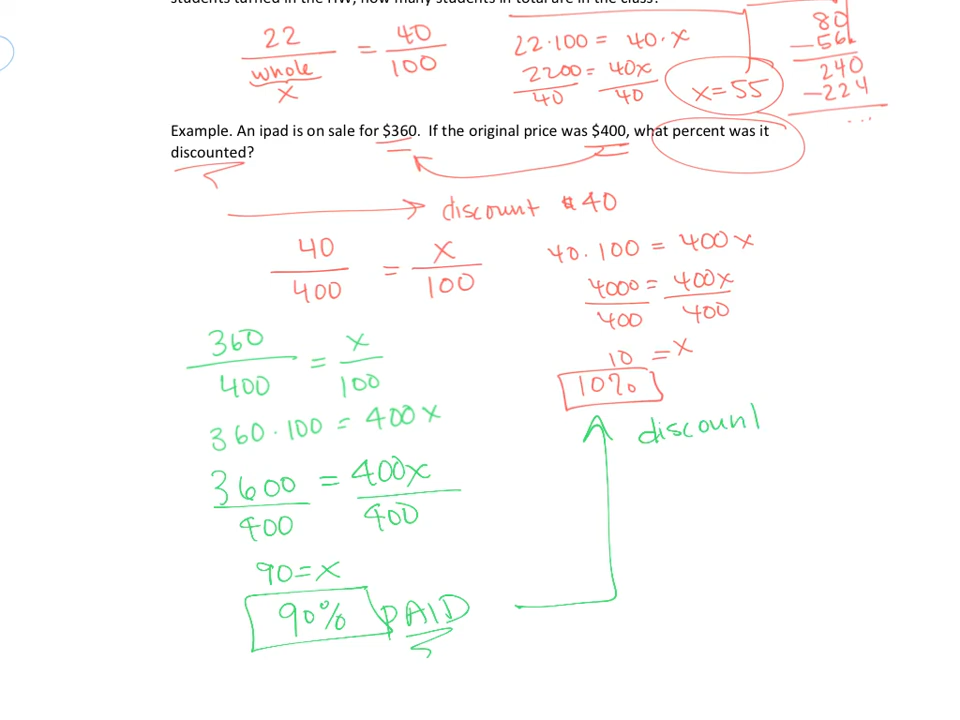 22 / whole x = 40 / 100
22·100 = 40·x
2200 = 40x
40 40
x = 55
80
-56
240
-224
...
Example. An ipad is on sale for $360. If the original price was $400, what percent was it
discounted?
discount $40
40 / 400 = x / 100
40·100 = 400x
4000 = 400x
400 400
10 = x
10%
360 / 400 = x / 100
360·100 = 400x
3600 = 400x
400 400
90 = x
90% PAID
discount